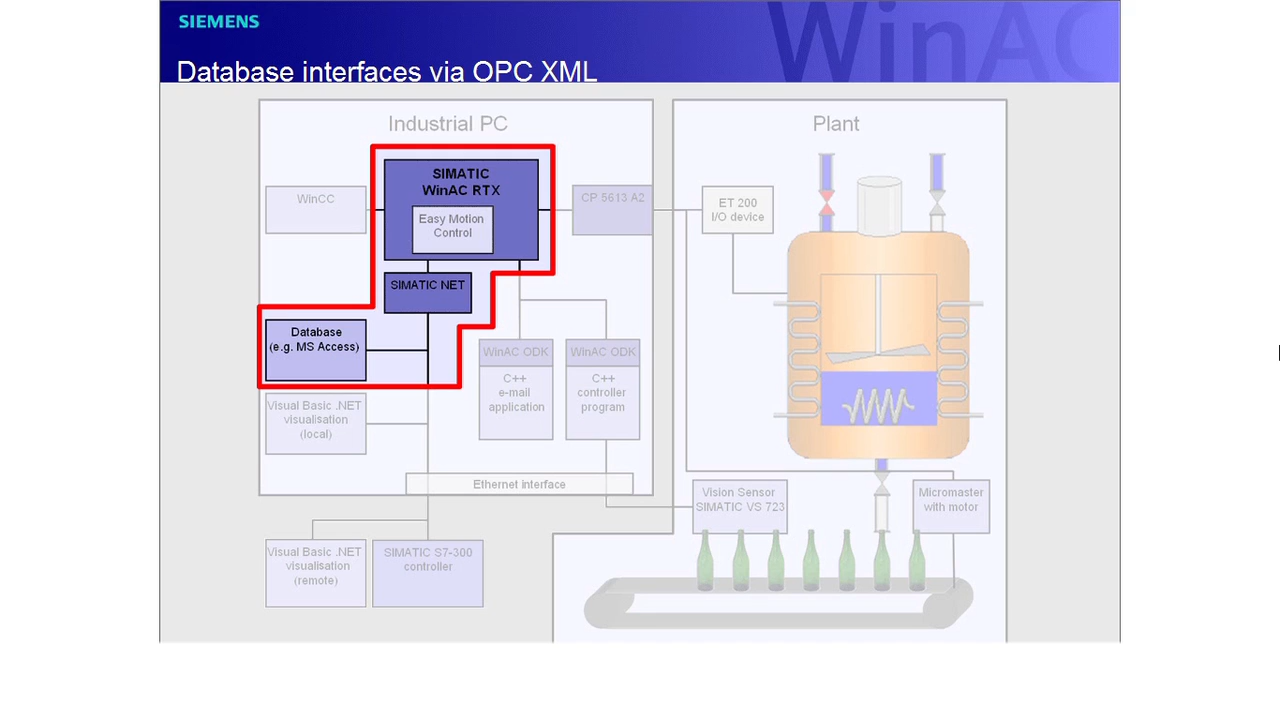 SIEMENS
WinAC
Database interfaces via OPC XML
Industrial PC
Plant
SIMATIC
WinAC RTX
Easy Motion
Control
WinCC
CP 5613 A2
ET 200
I/O device
SIMATIC NET
Database
(e.g. MS Access)
WinAC ODK
C++
e-mail
application
WinAC ODK
C++
controller
program
Visual Basic .NET
visualisation
(local)
Ethernet interface
Vision Sensor
SIMATIC VS 723
Micromaster
with motor
Visual Basic .NET
visualisation
(remote)
SIMATIC S7-300
controller